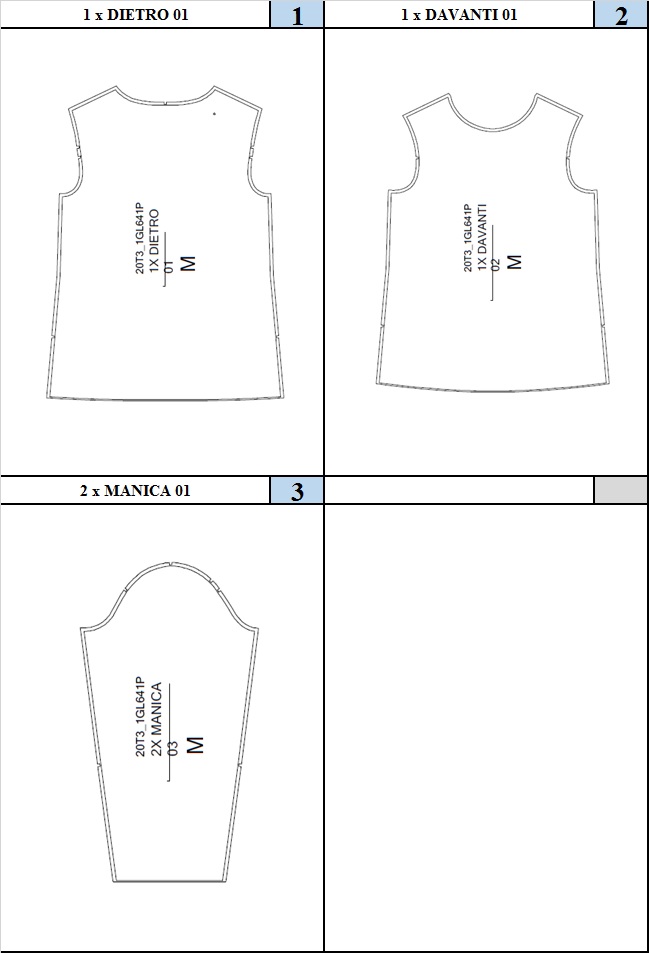 1 x DIETRO 01
1
1 x DAVANTI 01
2
20T3_1GL641P
1X DIETRO
01
M
20T3_1GL641P
1X DAVANTI
02
M
2 x MANICA 01
3
20T3_1GL641P
2X MANICA
03
M